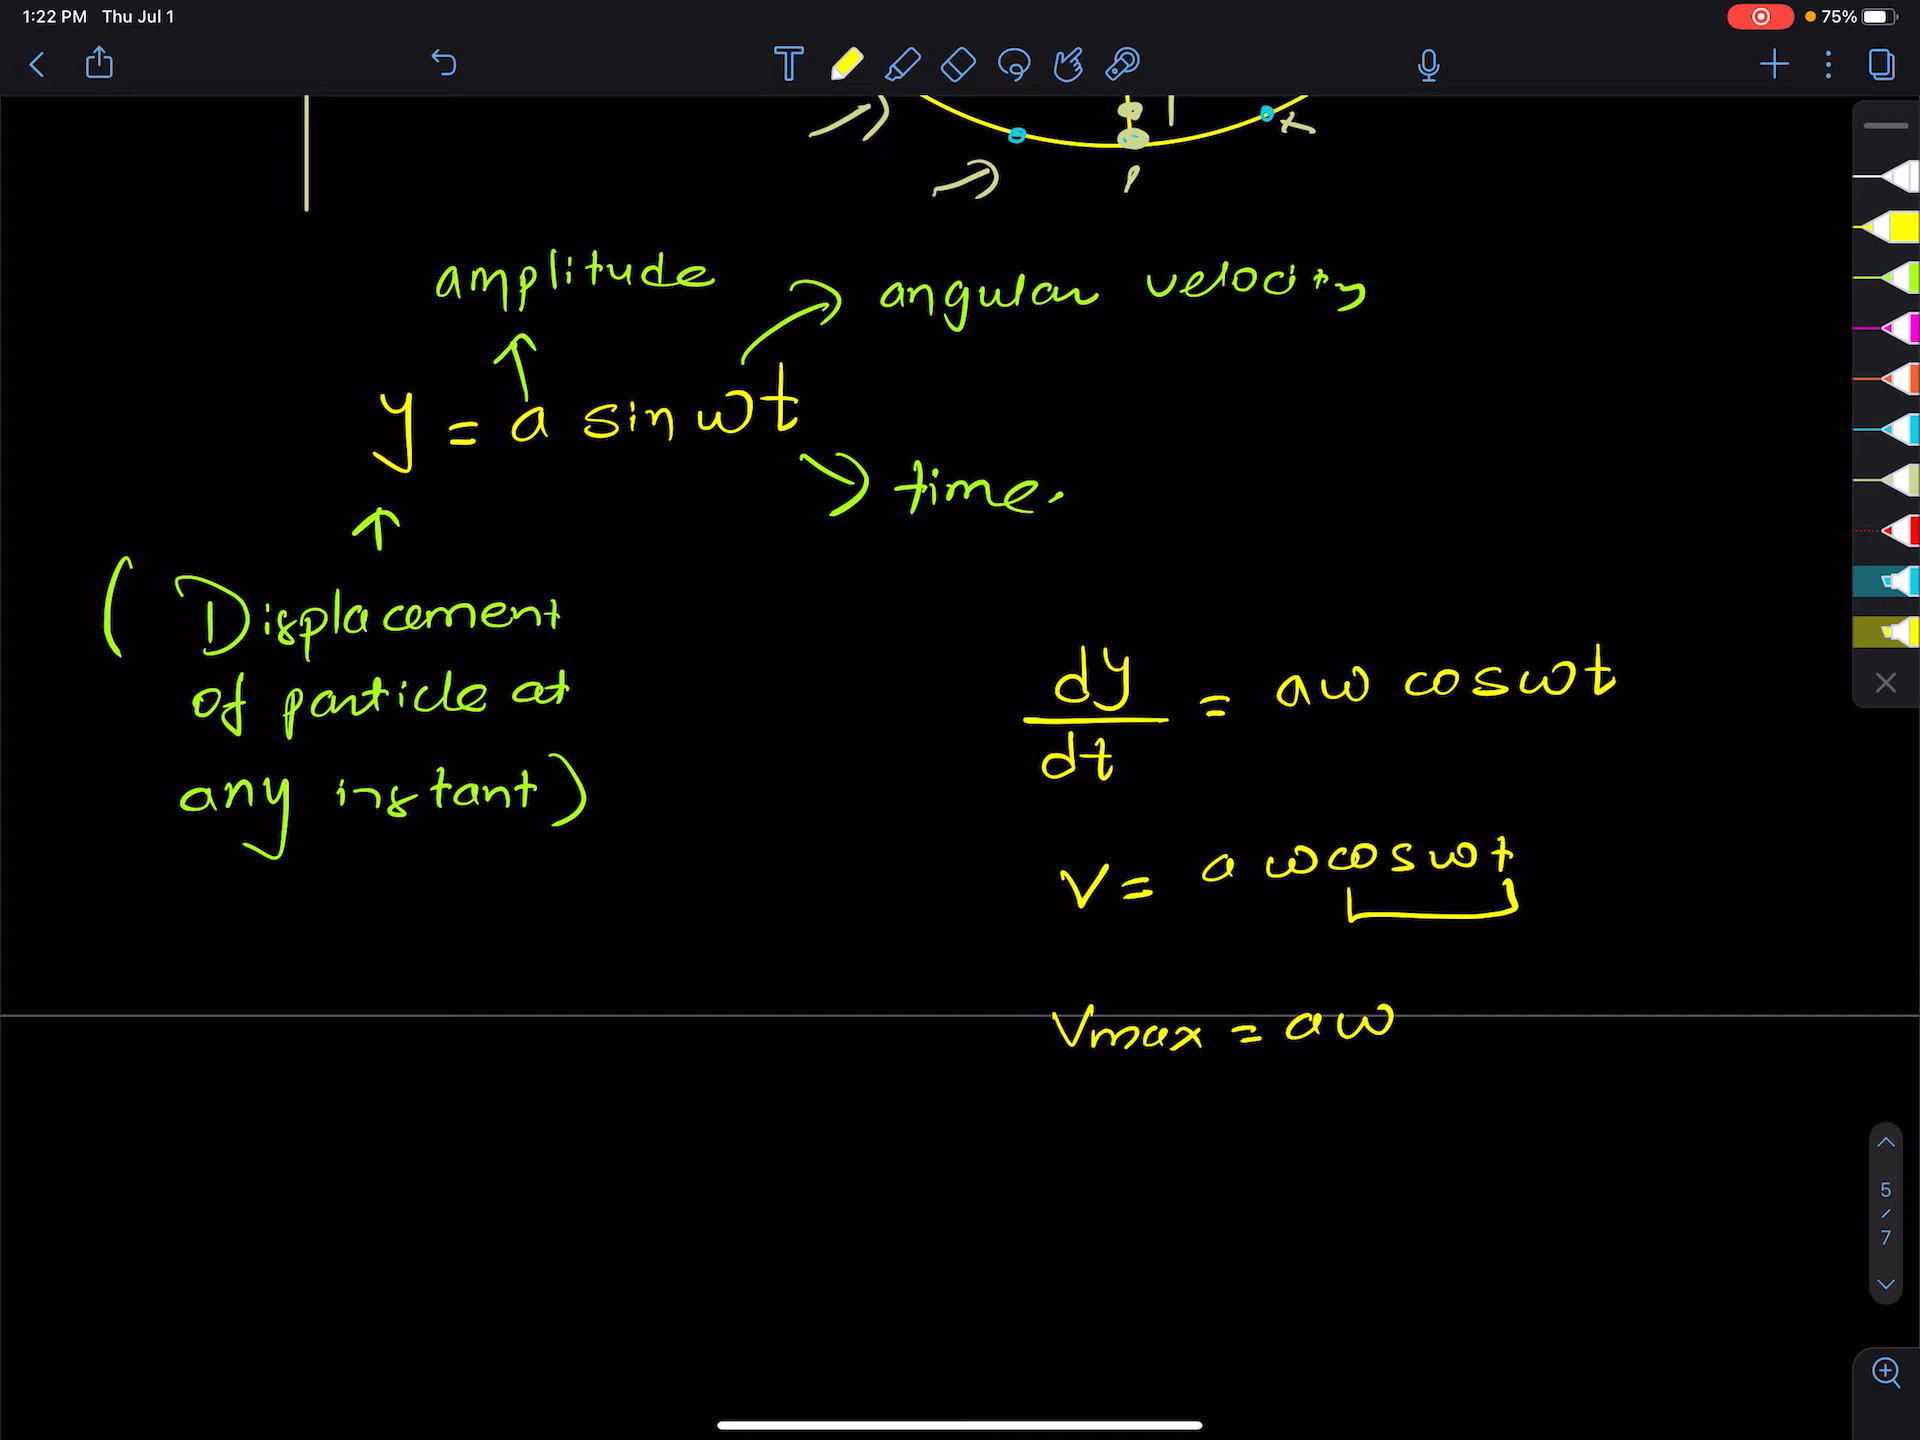 1:22 PM Thu Jul 1
75%
amplitude
angular velocity
y = a sin ωt
time.
(Displacement
of particle at
any instant)
dy
dt
= aω cosωt
V = a ω cosωt
Vmax = aω
5
/
7